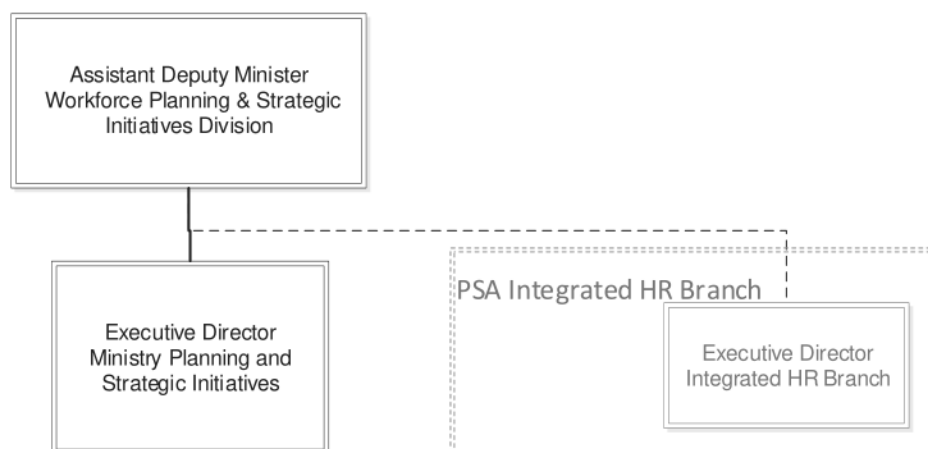 Assistant Deputy Minister
Workforce Planning & Strategic
Initiatives Division
PSA Integrated HR Branch
Executive Director
Ministry Planning and
Strategic Initiatives
Executive Director
Integrated HR Branch